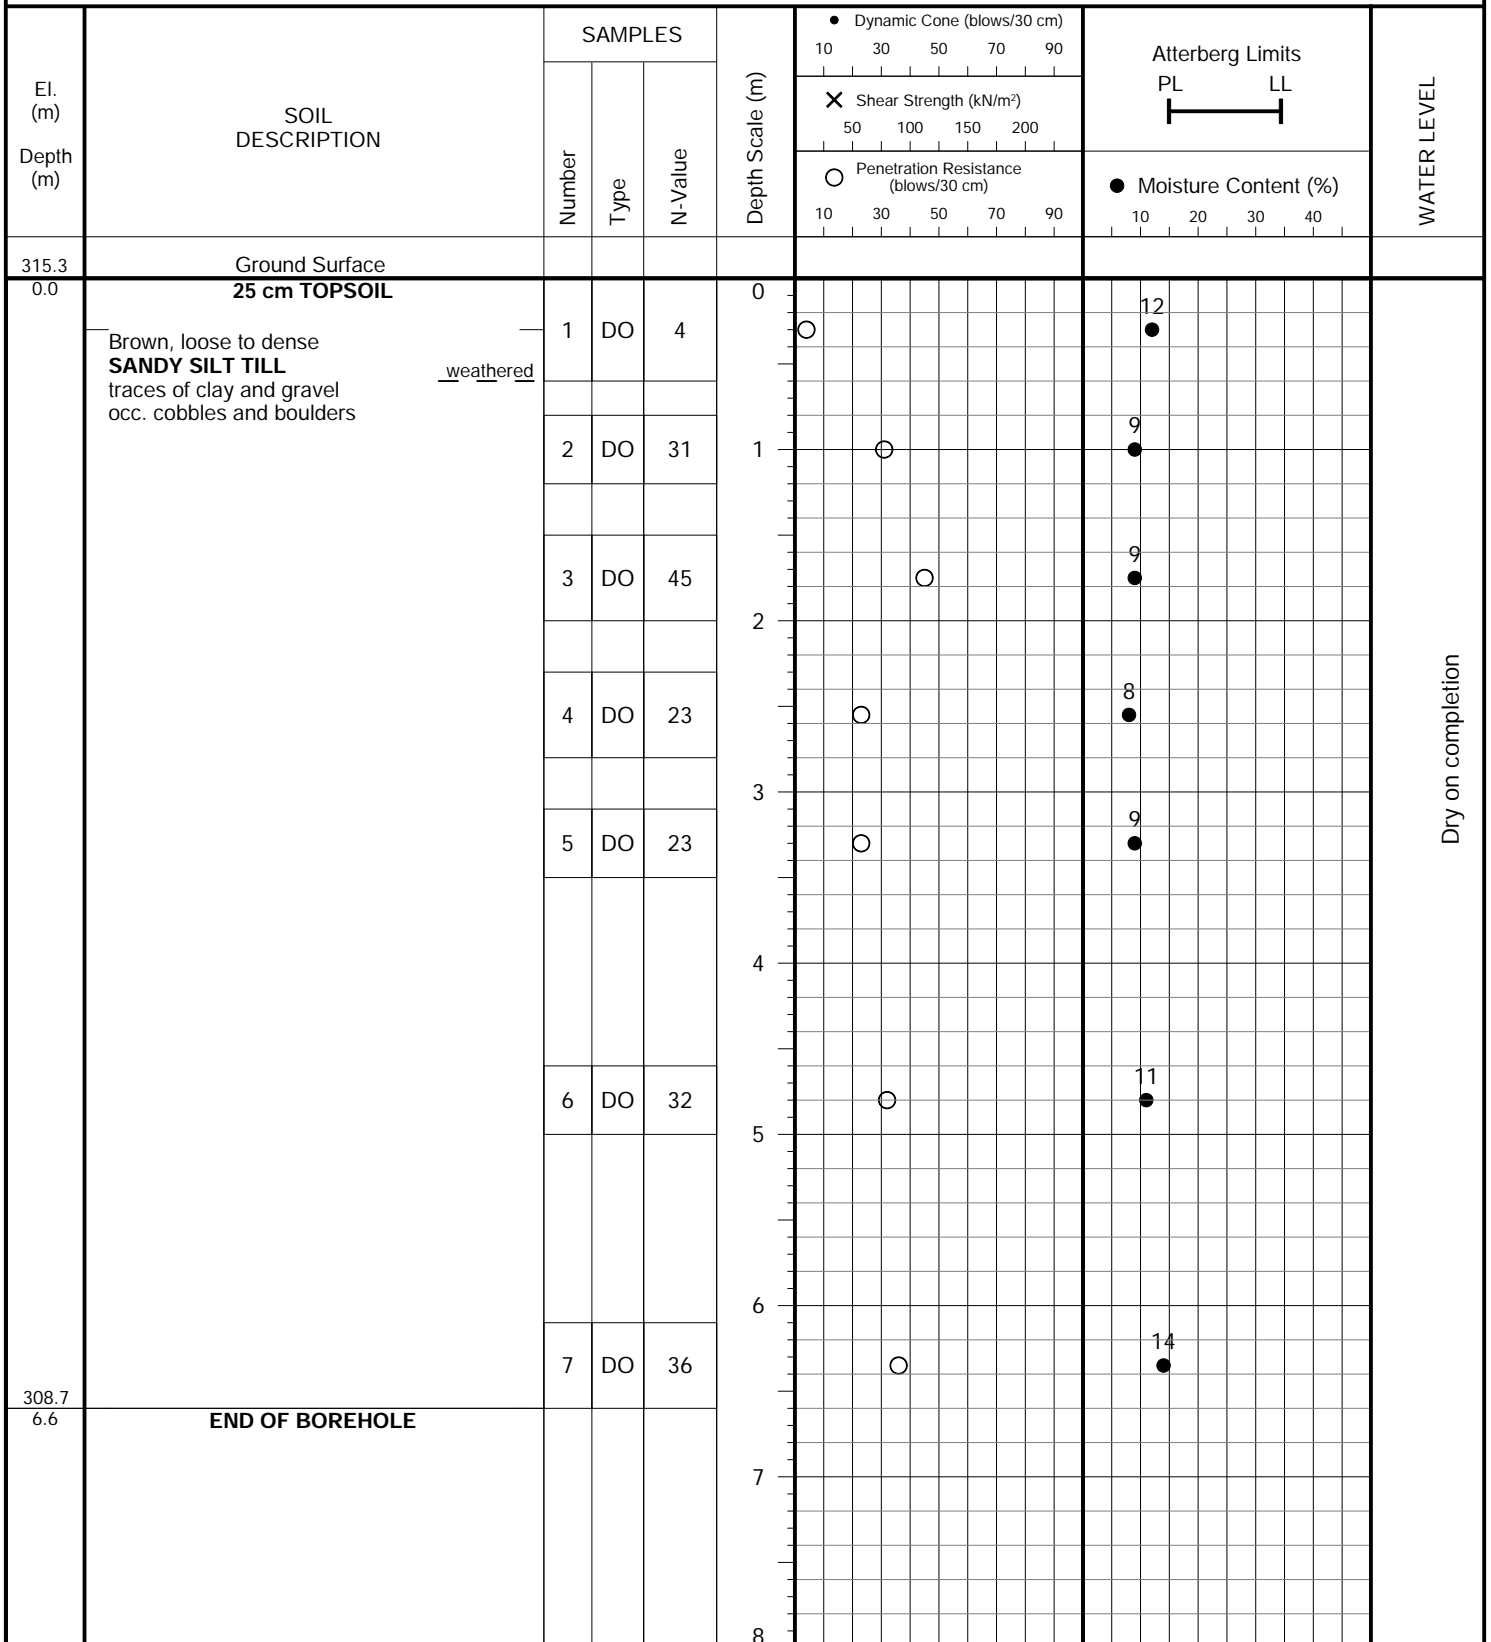 El.
(m)
Depth
(m)
SOIL
DESCRIPTION
SAMPLES
Number
Type
N-Value
Depth Scale (m)
Dynamic Cone (blows/30 cm)
10 30 50 70 90
Shear Strength (kN/m²)
50 100 150 200
Penetration Resistance
(blows/30 cm)
10 30 50 70 90
Atterberg Limits
PL LL
Moisture Content (%)
10 20 30 40
WATER LEVEL
315.3 Ground Surface
0.0 25 cm TOPSOIL 0
12
1 DO 4
Brown, loose to dense
SANDY SILT TILL
weathered
traces of clay and gravel
occ. cobbles and boulders
9
2 DO 31 1
9
3 DO 45
2
8
4 DO 23
3
9
5 DO 23
Dry on completion
4
11
6 DO 32
5
6
14
7 DO 36
308.7
6.6 END OF BOREHOLE
7
8